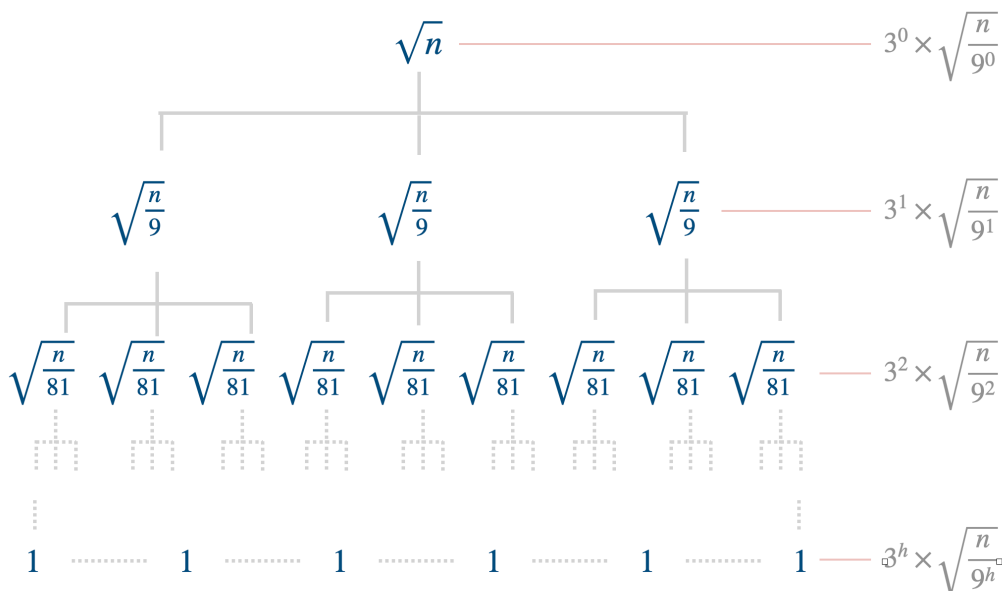 √n 3⁰ × √(n/9⁰)
√(n/9) √(n/9) √(n/9) 3¹ × √(n/9¹)
√(n/81) √(n/81) √(n/81) √(n/81) √(n/81) √(n/81) √(n/81) √(n/81) √(n/81) 3² × √(n/9²)
1 1 1 1 1 1 3ʰ × √(n/9ʰ)